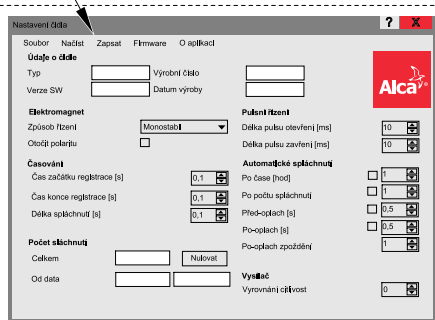 Nastavení čidla ? X
Soubor Načíst Zapsat Firmware O aplikaci
Údaje o čidle
Typ Výrobní číslo
Verze SW Datum výroby
Alca
Elektromagnet
Způsob řízení Monostabil
Otočit polaritu
Pulsní řízení
Délka pulsu otevření [ms] 10
Délka pulsu zavření [ms] 10
Časování
Čas začátku registrace [s] 0,1
Čas konce registrace [s] 0,1
Délka spláchnutí [s] 0,1
Automatické spláchnutí
Po čase [hod] 1
Po počtu spláchnutí 1
Před-oplach [s] 0,5
Po-oplach [s] 0,5
Po-oplach zpoždění 1
Počet sláchnutí
Celkem Nulovat
Od data
Vysílač
Vyrovnání citlivost 0